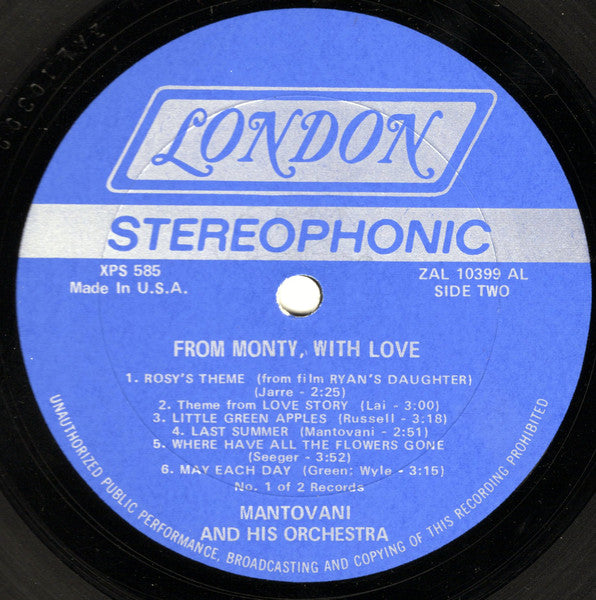 LONDON
STEREOPHONIC
XPS 585
Made In U.S.A.
ZAL 10399 AL
SIDE TWO
FROM MONTY, WITH LOVE
1. ROSY'S THEME (from film RYAN'S DAUGHTER)
(Jarre - 2:25)
2. Theme from LOVE STORY (Lai - 3:00)
3. LITTLE GREEN APPLES (Russell - 3:18)
4. LAST SUMMER (Mantovani - 2:51)
5. WHERE HAVE ALL THE FLOWERS GONE
(Seeger - 3:52)
6. MAY EACH DAY (Green; Wyle - 3:15)
No. 1 of 2 Records
MANTOVANI
AND HIS ORCHESTRA
UNAUTHORIZED PUBLIC PERFORMANCE, BROADCASTING AND COPYING OF THIS RECORDING PROHIBITED